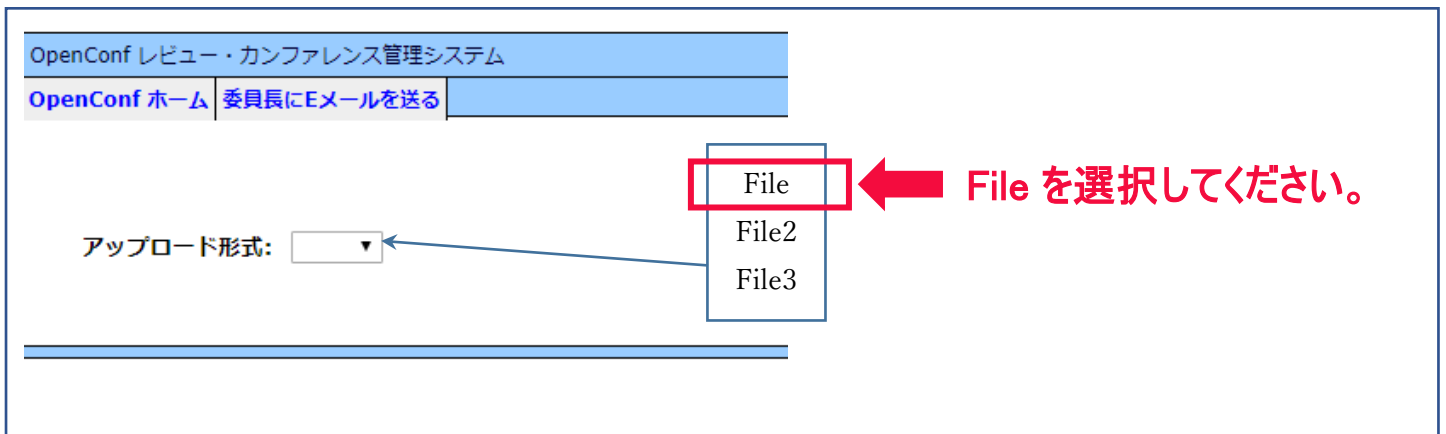 OpenConf レビュー・カンファレンス管理システム
OpenConf ホーム 委員長にEメールを送る
File
File を選択してください。
File2
アップロード形式:
File3